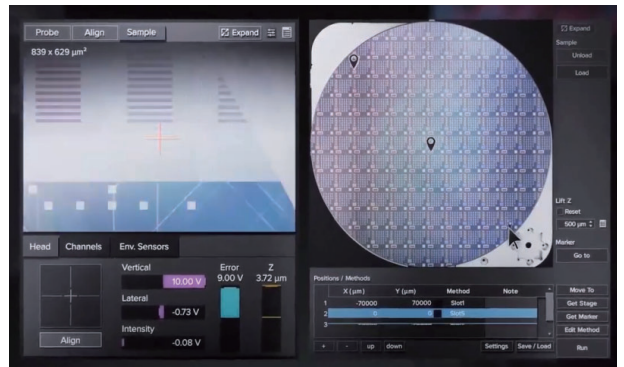 Probe Align Sample Expand
839 x 629 µm²
Head Channels Env. Sensors
Vertical
10.00 V
Lateral
-0.73 V
Intensity
-0.08 V
Error
9.00 V
Z
3.72 µm
Align
Expand
Sample
Unload
Load
Lift Z
Reset
500 µm
Marker
Go to
Positions / Methods
X (µm) Y (µm) Method Note
1 -70000 70000 Slot1
2 0 0
3
Move To
Get Stage
Get Marker
Edit Method
Run
+ - up down Settings Save / Load